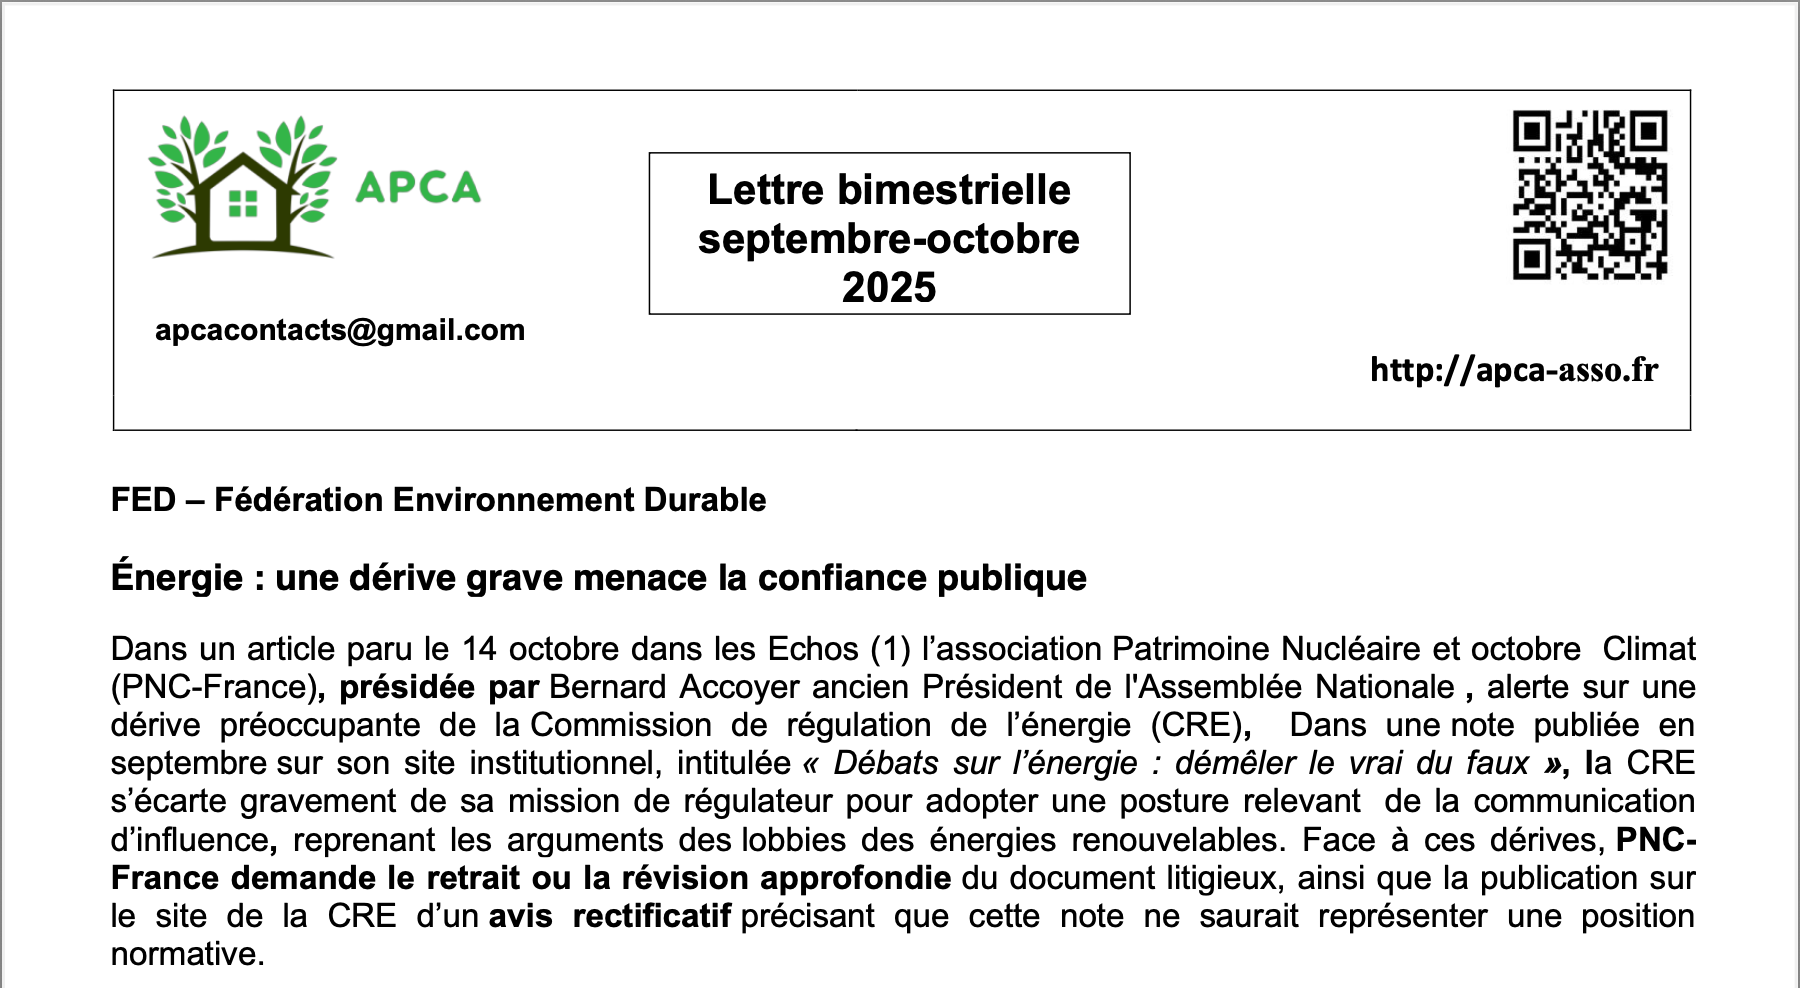 APCA
Lettre bimestrielle
septembre-octobre
2025
apcacontacts@gmail.com
http://apca-asso.fr
FED – Fédération Environnement Durable
Énergie : une dérive grave menace la confiance publique
Dans un article paru le 14 octobre dans les Echos (1) l’association Patrimoine Nucléaire et octobre Climat
(PNC-France), présidée par Bernard Accoyer ancien Président de l'Assemblée Nationale , alerte sur une
dérive préoccupante de la Commission de régulation de l’énergie (CRE), Dans une note publiée en
septembre sur son site institutionnel, intitulée « Débats sur l’énergie : démêler le vrai du faux », la CRE
s’écarte gravement de sa mission de régulateur pour adopter une posture relevant de la communication
d’influence, reprenant les arguments des lobbies des énergies renouvelables. Face à ces dérives, PNC-
France demande le retrait ou la révision approfondie du document litigieux, ainsi que la publication sur
le site de la CRE d’un avis rectificatif précisant que cette note ne saurait représenter une position
normative.